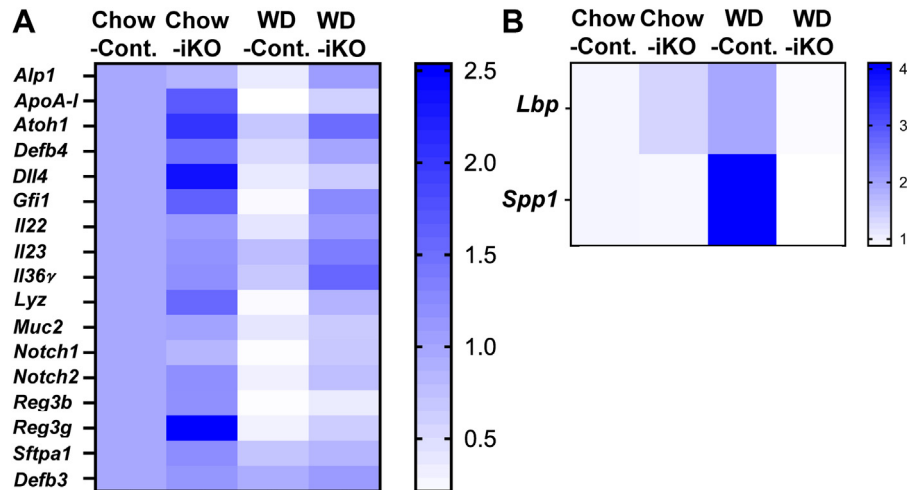 A
Chow Chow WD WD
-Cont. -iKO -Cont. -iKO
Alp1
ApoA-I
Atoh1
Defb4
Dll4
Gfi1
Il22
Il23
Il36γ
Lyz
Muc2
Notch1
Notch2
Reg3b
Reg3g
Sftpa1
Defb3
2.5
2.0
1.5
1.0
0.5
B
Chow Chow WD WD
-Cont. -iKO -Cont. -iKO
Lbp
Spp1
4
3
2
1